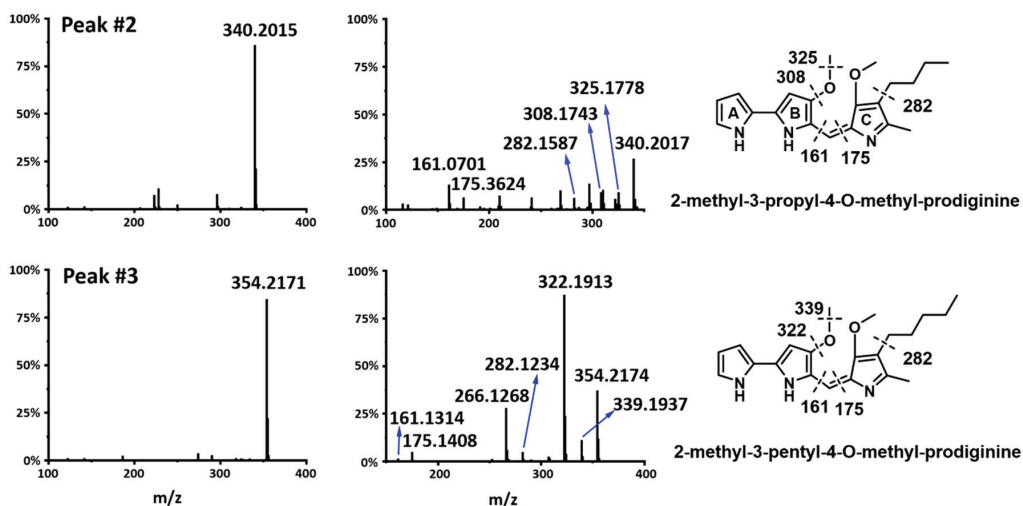 Peak #2
340.2015
100%
75%
50%
25%
0%
100
200
300
400
100%
75%
50%
25%
0%
100
200
300
325.1778
308.1743
282.1587
340.2017
161.0701
175.3624
325
308
O
O
282
A
B
C
NH
NH
N
161
175
2-methyl-3-propyl-4-O-methyl-prodiginine
Peak #3
354.2171
100%
75%
50%
25%
0%
100
200
300
400
m/z
100%
75%
50%
25%
0%
200
300
400
m/z
322.1913
282.1234
354.2174
266.1268
339.1937
161.1314
175.1408
339
322
O
O
282
N
H
N
H
N
161
175
2-methyl-3-pentyl-4-O-methyl-prodiginine